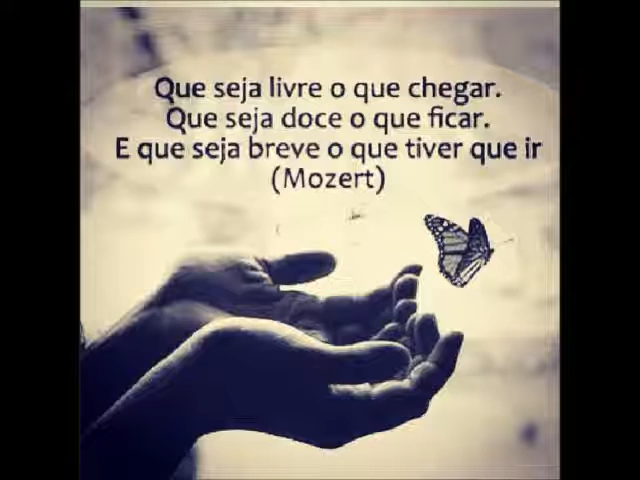 Que seja livre o que chegar.
Que seja doce o que ficar.
E que seja breve o que tiver que ir
(Mozert)